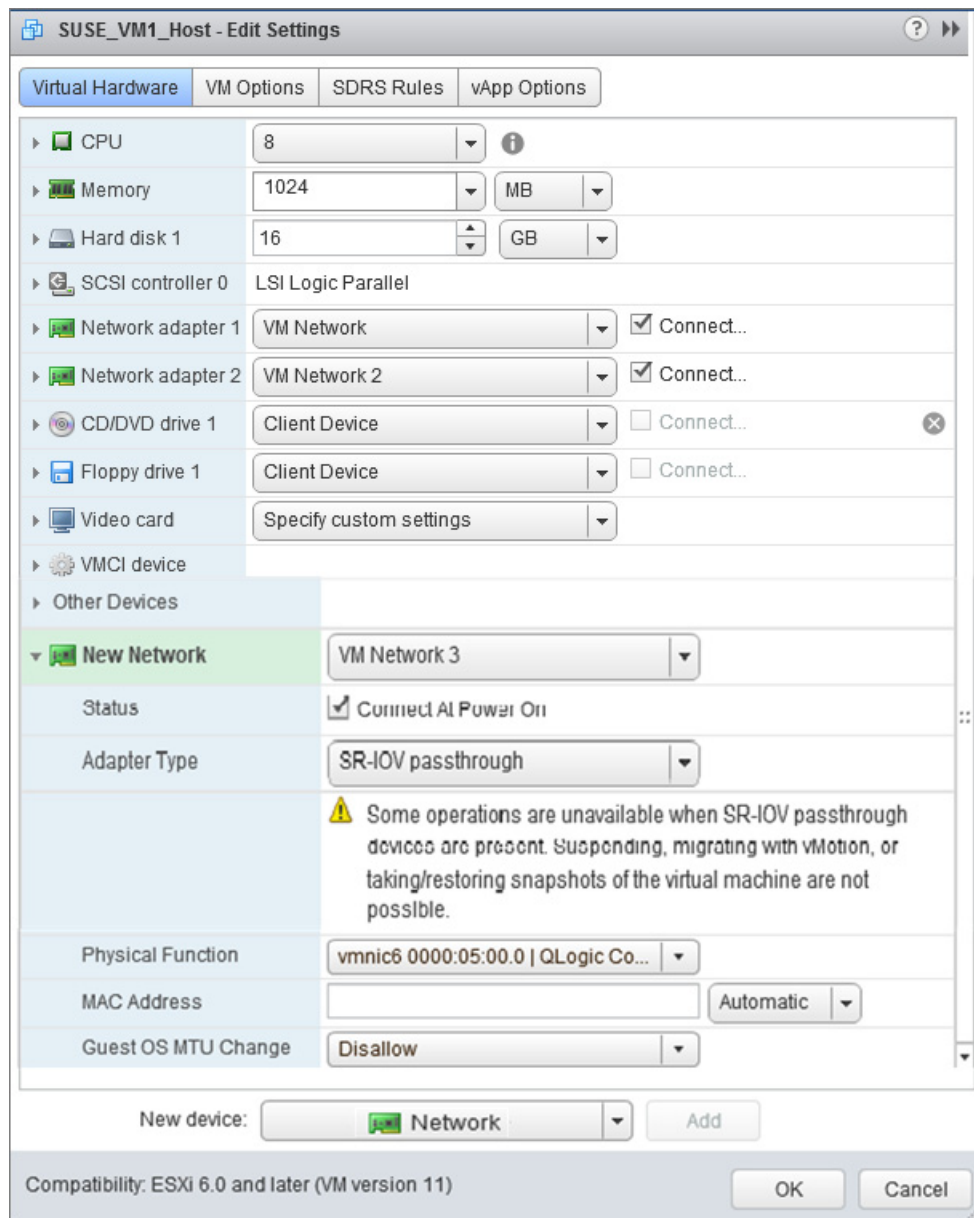 SUSE_VM1_Host - Edit Settings
?
Virtual Hardware VM Options SDRS Rules vApp Options
CPU 8
Memory 1024 MB
Hard disk 1 16 GB
SCSI controller 0 LSI Logic Parallel
Network adapter 1 VM Network Connect...
Network adapter 2 VM Network 2 Connect...
CD/DVD drive 1 Client Device Connect...
Floppy drive 1 Client Device Connect...
Video card Specify custom settings
VMCI device
Other Devices
New Network VM Network 3
Status Connect At Power On
Adapter Type SR-IOV passthrough
Some operations are unavailable when SR-IOV passthrough
devices are present. Suspending, migrating with vMotion, or
taking/restoring snapshots of the virtual machine are not
possible.
Physical Function vmnic6 0000:05:00.0 | QLogic Co...
MAC Address Automatic
Guest OS MTU Change Disallow
New device: Network Add
Compatibility: ESXi 6.0 and later (VM version 11) OK Cancel